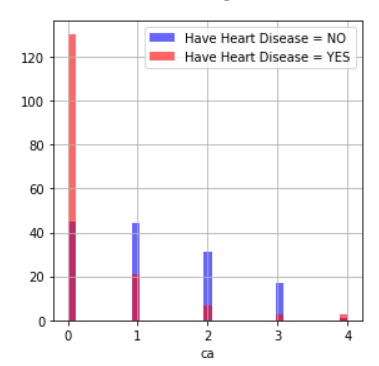 Have Heart Disease = NO
Have Heart Disease = YES
120
100
80
60
40
20
0
0 1 2 3 4
ca